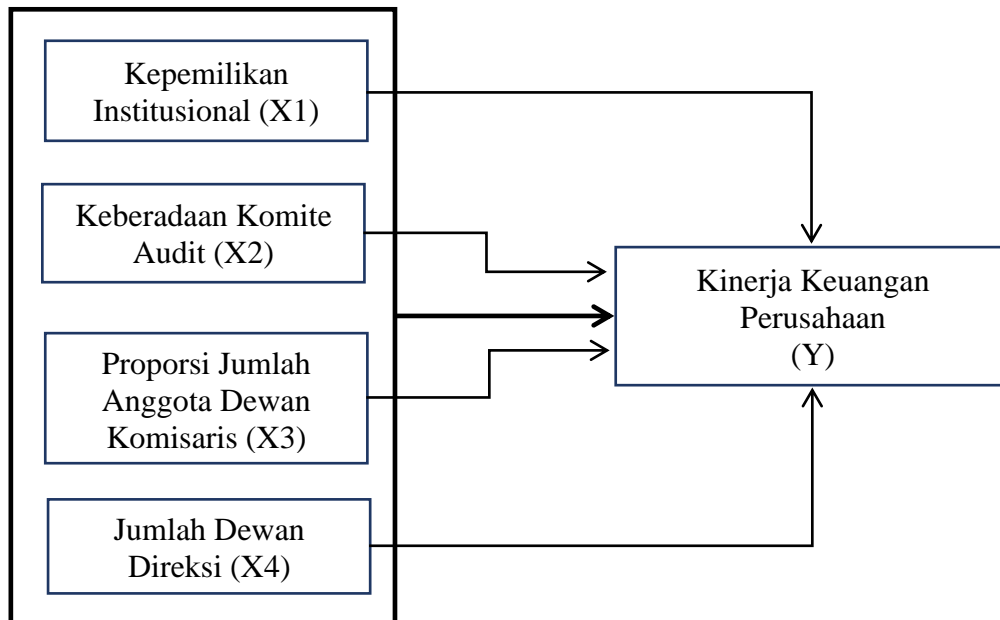 Kepemilikan
Institusional (X1)
Keberadaan Komite
Audit (X2)
Proporsi Jumlah
Anggota Dewan
Komisaris (X3)
Jumlah Dewan
Direksi (X4)
Kinerja Keuangan
Perusahaan
(Y)